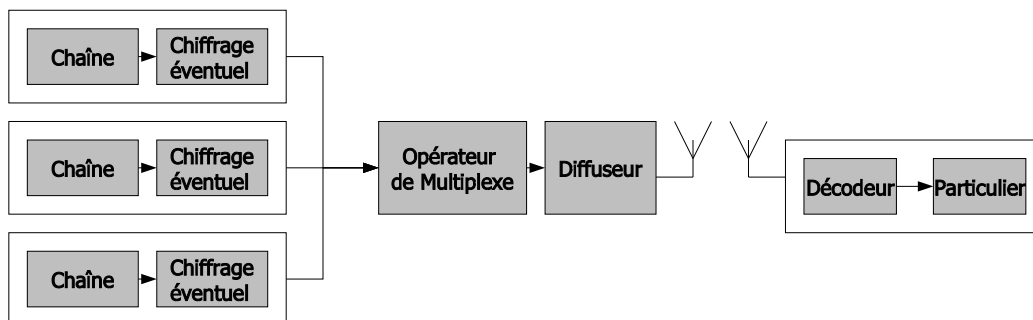 Chaîne
Chiffrage
éventuel
Chaîne
Chiffrage
éventuel
Chaîne
Chiffrage
éventuel
Opérateur
de Multiplexe
Diffuseur
Décodeur
Particulier